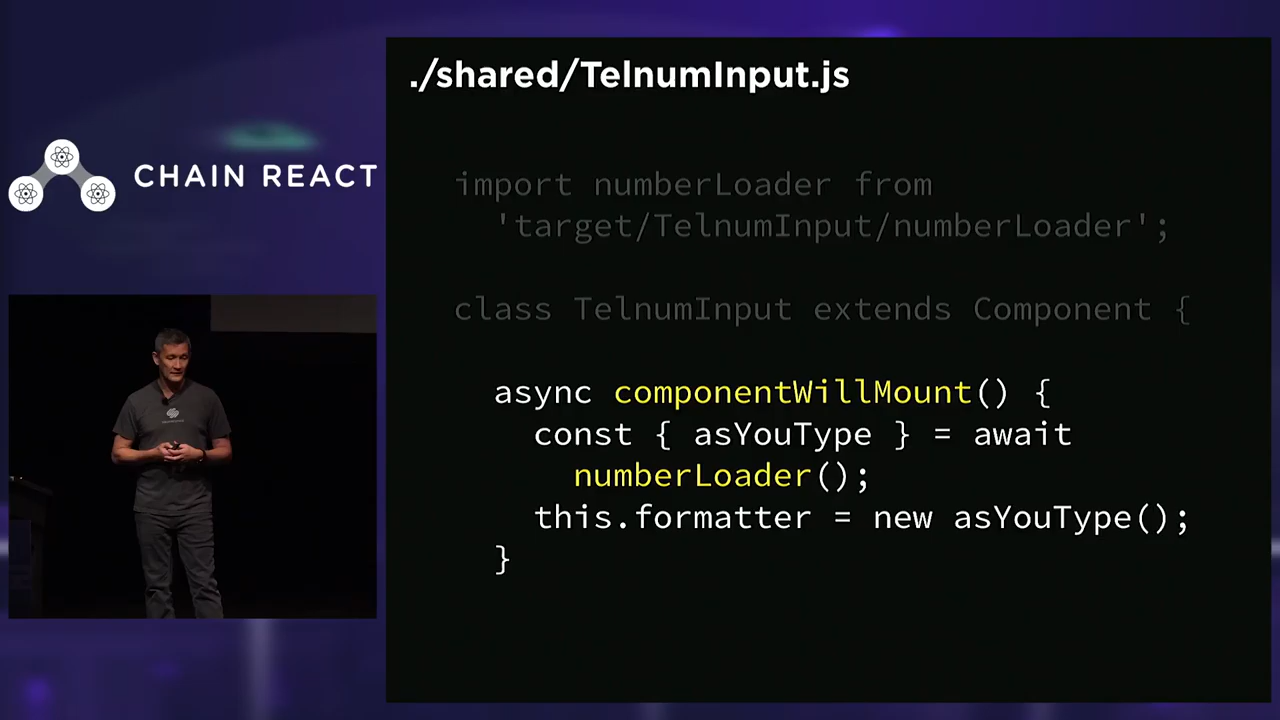 ./shared/TelnumInput.js
CHAIN REACT
import numberLoader from
'target/TelnumInput/numberLoader';
class TelnumInput extends Component {
async componentWillMount() {
const { asYouType } = await
numberLoader();
this.formatter = new asYouType();
}